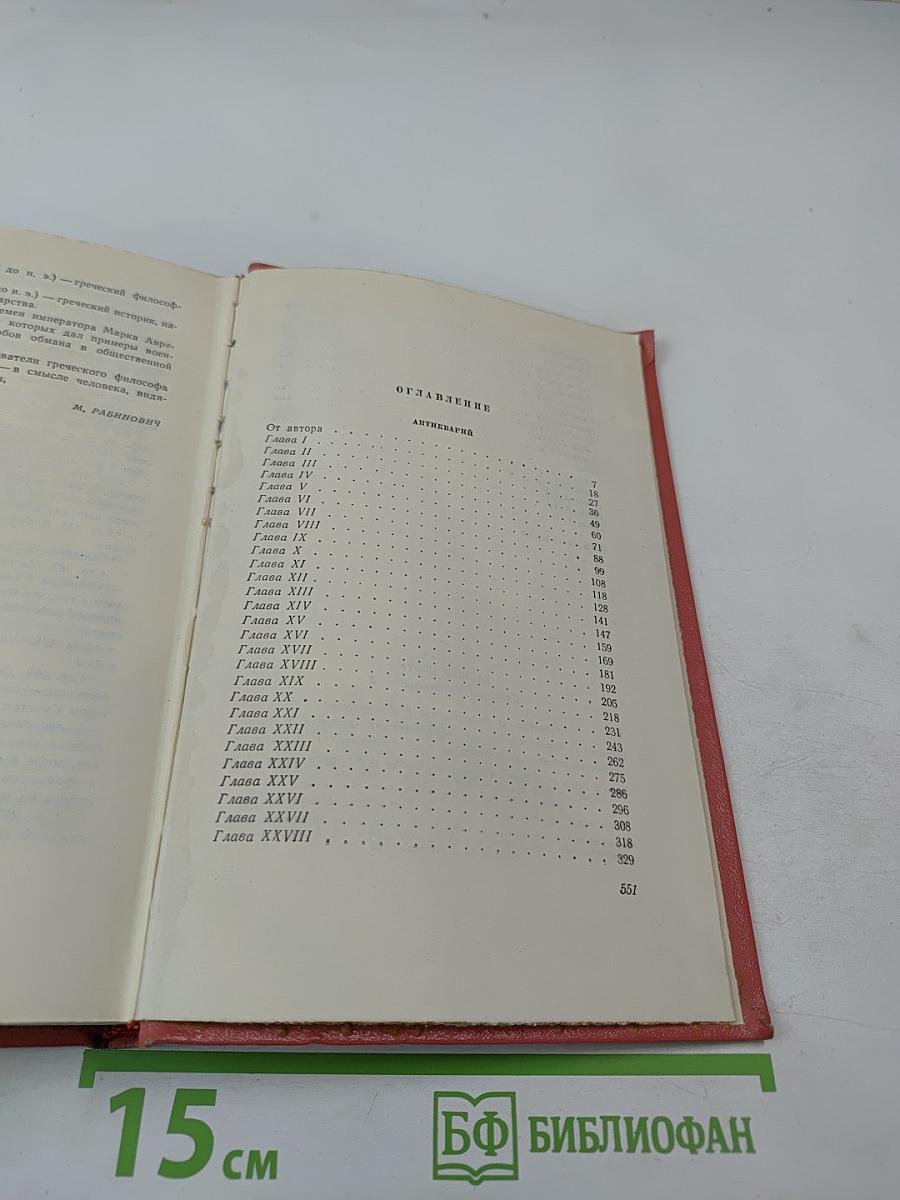 до н. э.) — греческий философ-
до н. э.) — греческий историк, на-
арства.
емен императора Марка Авре-
которых дал примеры воен-
обов обмана в общественной
ователи греческого философа
— в смысле человека, види-
М. РАБИНОВИЧ
ОГЛАВЛЕНИЕ
АНТИКВАРИЙ
От автора 7
Глава I 18
Глава II 27
Глава III 36
Глава IV 49
Глава V 60
Глава VI 71
Глава VII 88
Глава VIII 99
Глава IX 108
Глава X 118
Глава XI 128
Глава XII 141
Глава XIII 147
Глава XIV 159
Глава XV 169
Глава XVI 181
Глава XVII 192
Глава XVIII 205
Глава XIX 218
Глава XX 231
Глава XXI 243
Глава XXII 262
Глава XXIII 275
Глава XXIV 286
Глава XXV 296
Глава XXVI 308
Глава XXVII 318
Глава XXVIII 329
551
15 см
БФ БИБЛИОФАН